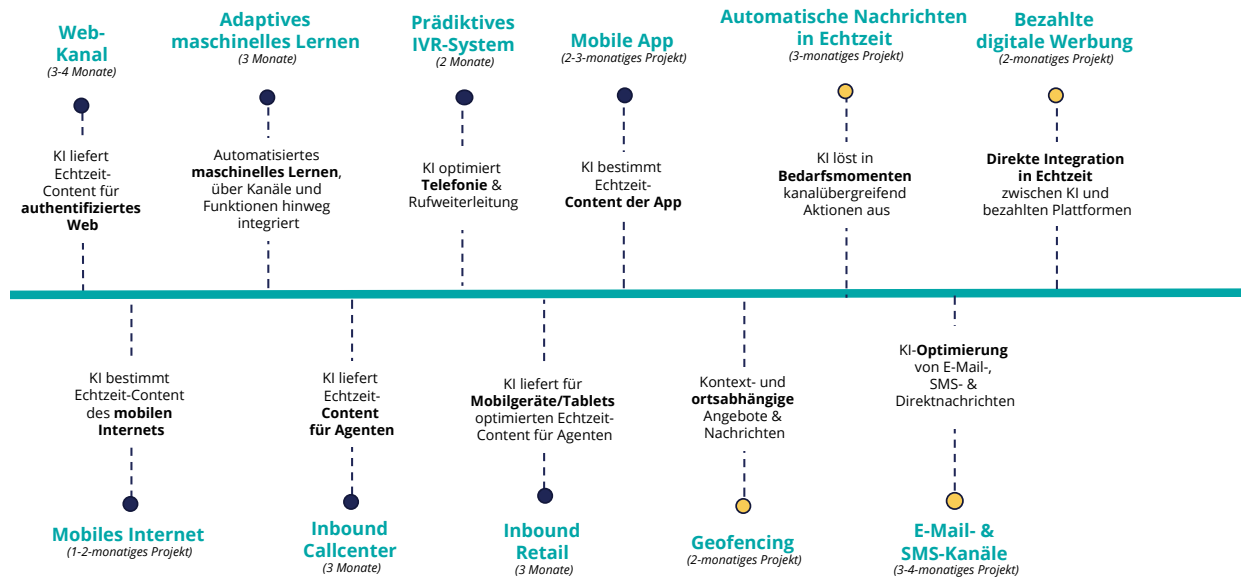 Web-
Kanal
(3-4 Monate)
KI liefert
Echtzeit-
Content für
authentifiziertes
Web
Adaptives
maschinelles Lernen
(3 Monate)
Automatisiertes
maschinelles Lernen,
über Kanäle und
Funktionen hinweg
integriert
Prädiktives
IVR-System
(2 Monate)
KI optimiert
Telefonie &
Rufweiterleitung
Mobile App
(2-3-monatiges Projekt)
KI bestimmt
Echtzeit-
Content der App
Automatische Nachrichten
in Echtzeit
(3-monatiges Projekt)
KI löst in
Bedarfsmomenten
kanalübergreifend
Aktionen aus
Bezahlte
digitale Werbung
(2-monatiges Projekt)
Direkte Integration
in Echtzeit
zwischen KI und
bezahlten Plattformen
KI bestimmt
Echtzeit-Content
des mobilen
Internets
Mobiles Internet
(1-2-monatiges Projekt)
KI liefert
Echtzeit-
Content
für Agenten
Inbound
Callcenter
(3 Monate)
KI liefert für
Mobilgeräte/Tablets
optimierten Echtzeit-
Content für Agenten
Inbound
Retail
(3 Monate)
Kontext- und
ortsabhängige
Angebote &
Nachrichten
Geofencing
(2-monatiges Projekt)
KI-Optimierung
von E-Mail-,
SMS- &
Direktnachrichten
E-Mail- &
SMS-Kanäle
(3-4-monatiges Projekt)